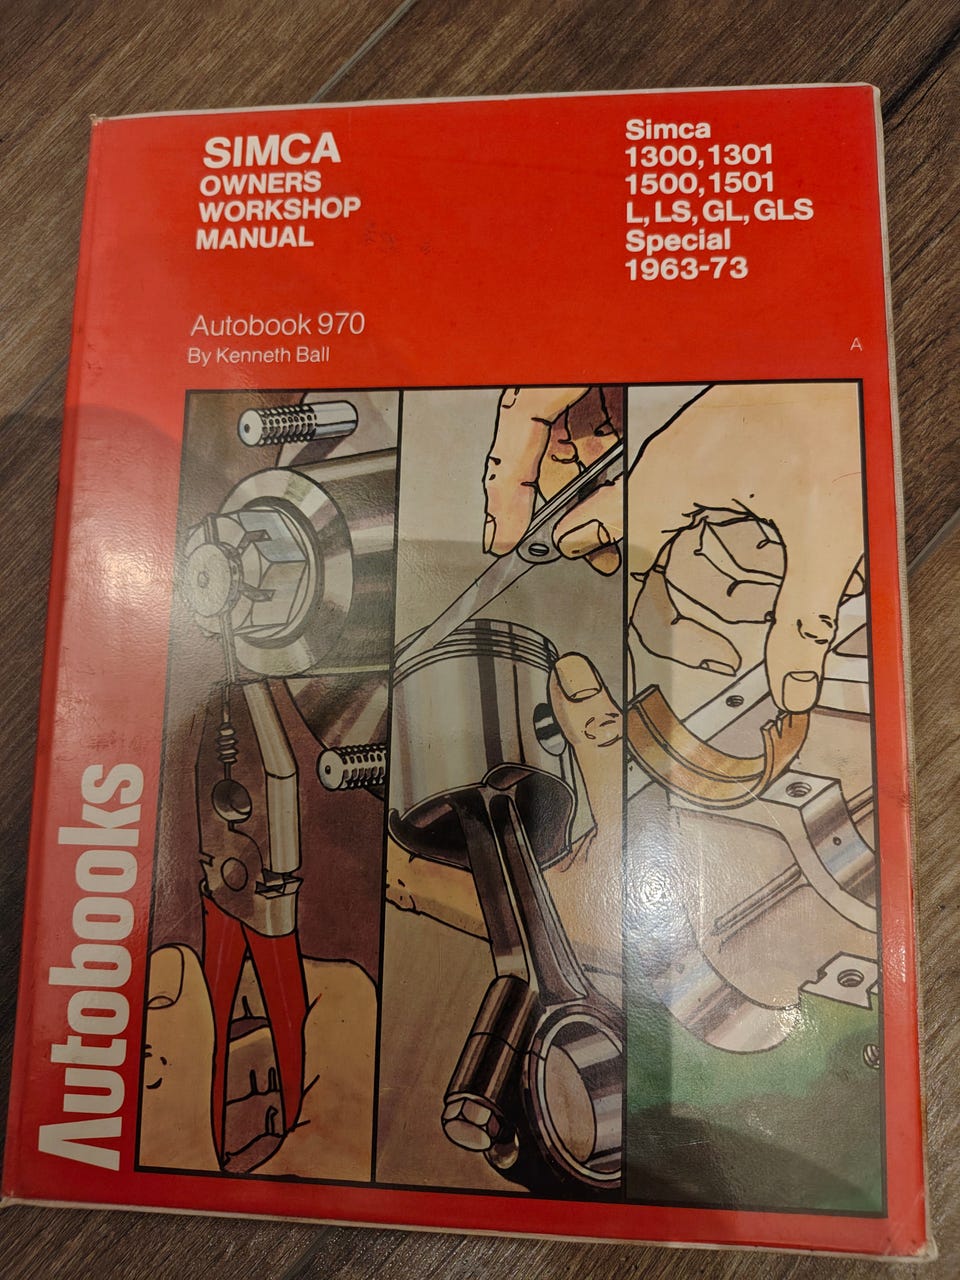 SIMCA
OWNER'S
WORKSHOP
MANUAL
Simca
1300, 1301
1500, 1501
L, LS, GL, GLS
Special
1963-73
Autobook 970
By Kenneth Ball
A
Autobooks